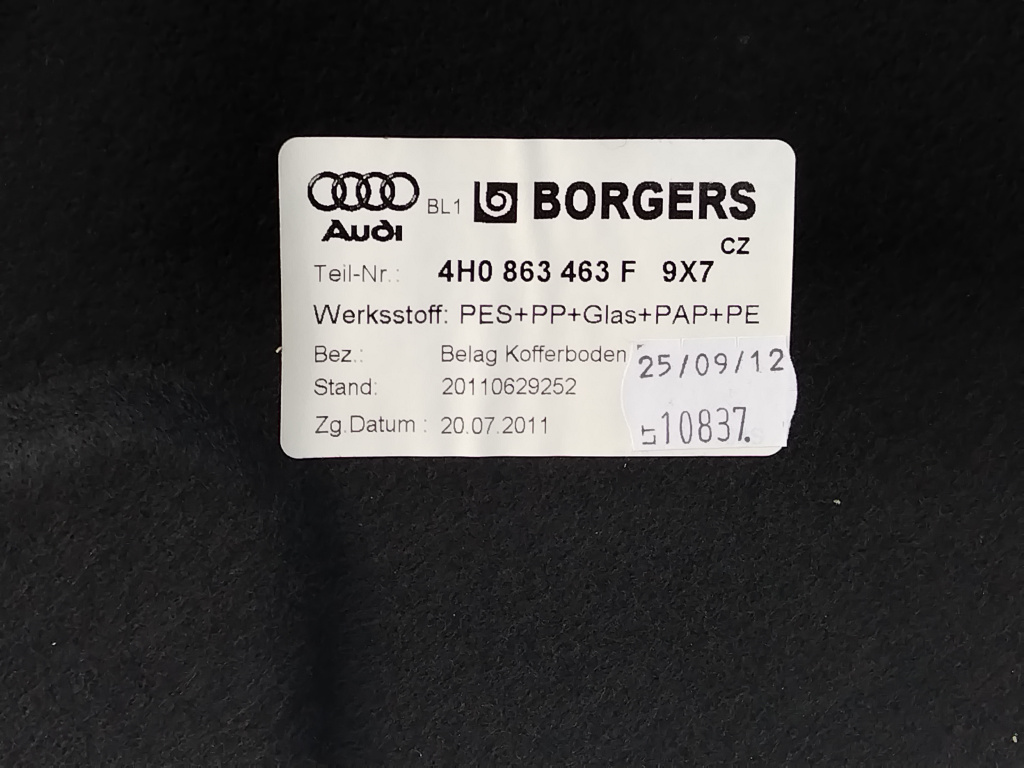 Audi BL1 BORGERS
CZ
Teil-Nr.: 4H0 863 463 F 9X7
Werksstoff: PES+PP+Glas+PAP+PE
Bez.: Belag Kofferboden
25/09/12
Stand: 20110629252
Zg.Datum : 20.07.2011
510837.